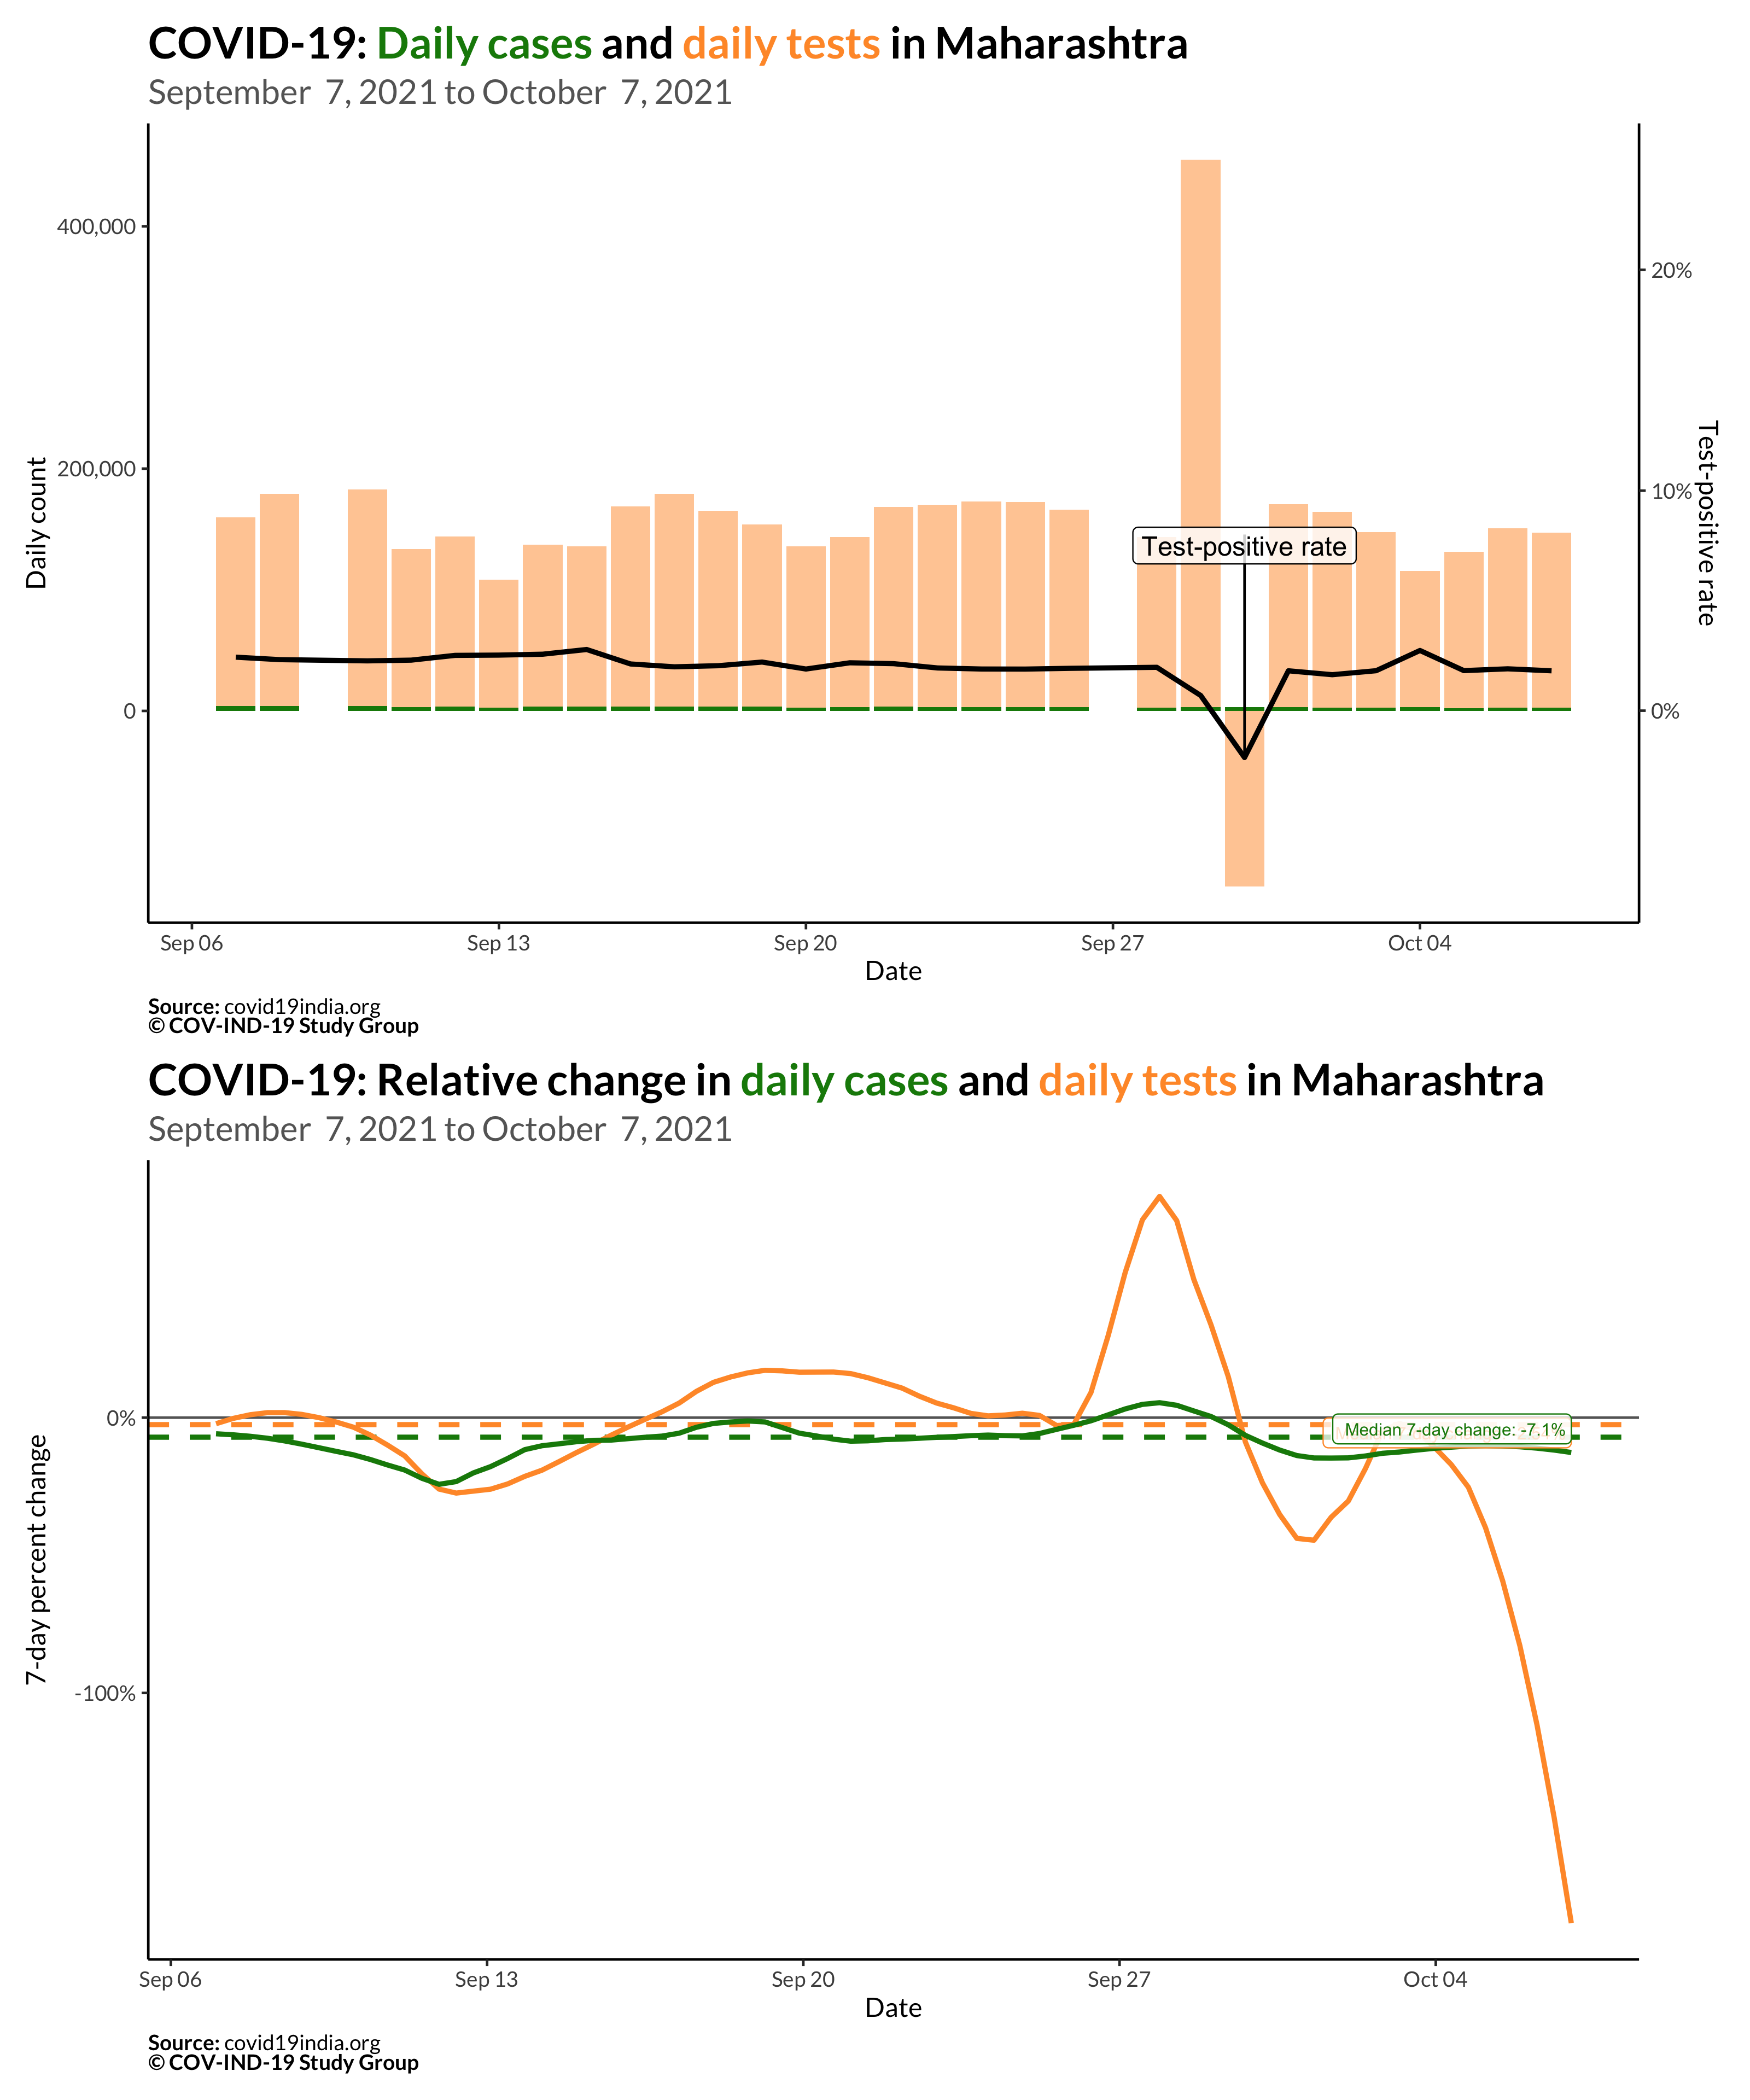 COVID-19: Daily cases and daily tests in Maharashtra
September 7, 2021 to October 7, 2021
400,000
200,000
0
Daily count
20%
10%
0%
Test-positive rate
Test-positive rate
Sep 06
Sep 13
Sep 20
Sep 27
Oct 04
Date
Source: covid19india.org
© COV-IND-19 Study Group
COVID-19: Relative change in daily cases and daily tests in Maharashtra
September 7, 2021 to October 7, 2021
0%
-100%
7-day percent change
Median 7-day change: -7.1%
Sep 06
Sep 13
Sep 20
Sep 27
Oct 04
Date
Source: covid19india.org
© COV-IND-19 Study Group